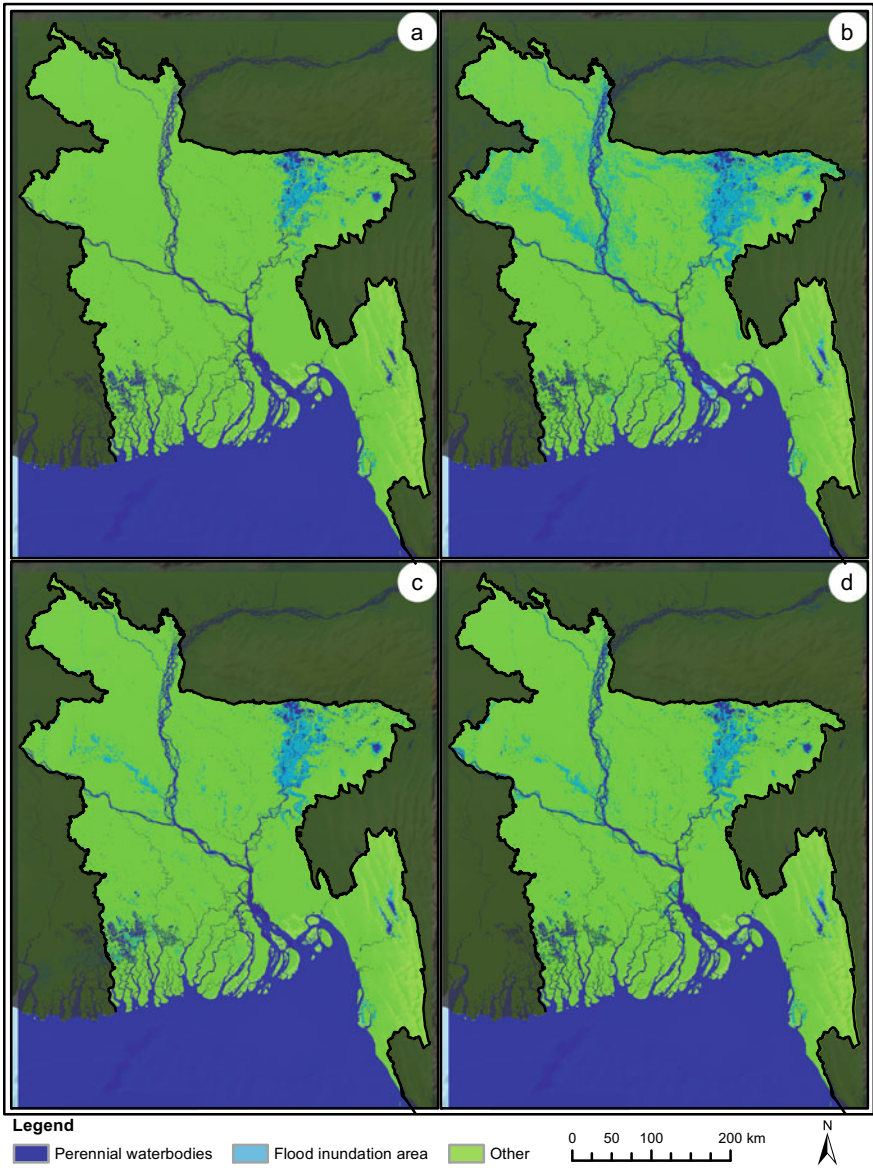 a
b
c
d
Legend
Perennial waterbodies
Flood inundation area
Other
0 50 100 200 km
N